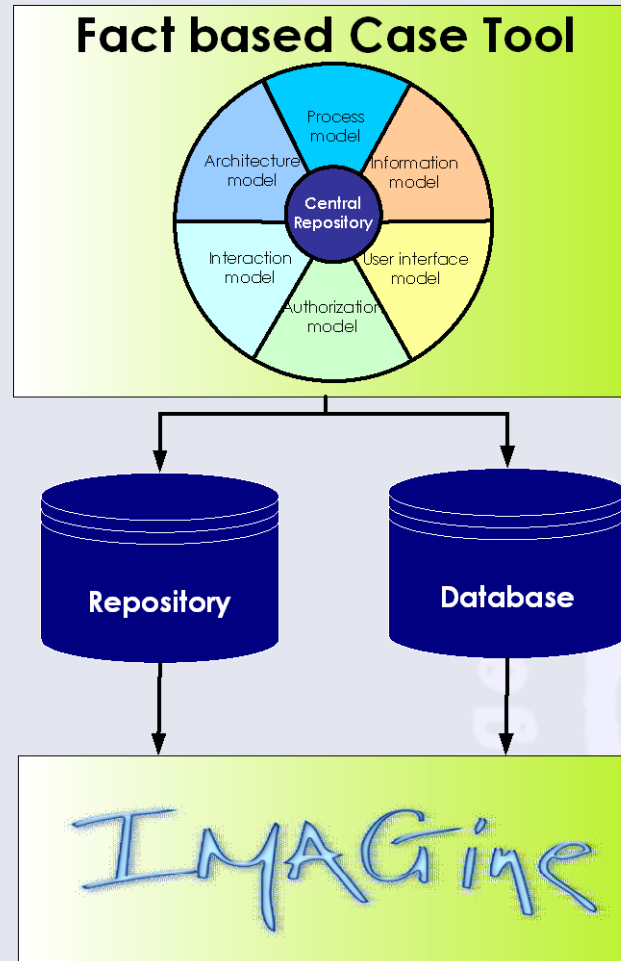 Fact based Case Tool
Process
model
Architecture
model
Information
model
Central
Repository
Interaction
model
User interface
model
Authorization
model
Repository
Database
IMAGine